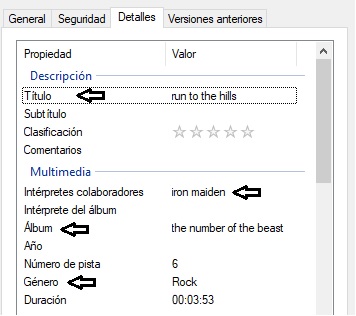 General Seguridad Detalles Versiones anteriores
Propiedad Valor
Descripción
Título run to the hills
Subtítulo
Clasificación
Comentarios
Multimedia
Intérpretes colaboradores iron maiden
Intérprete del álbum
Álbum the number of the beast
Año
Número de pista 6
Género Rock
Duración 00:03:53